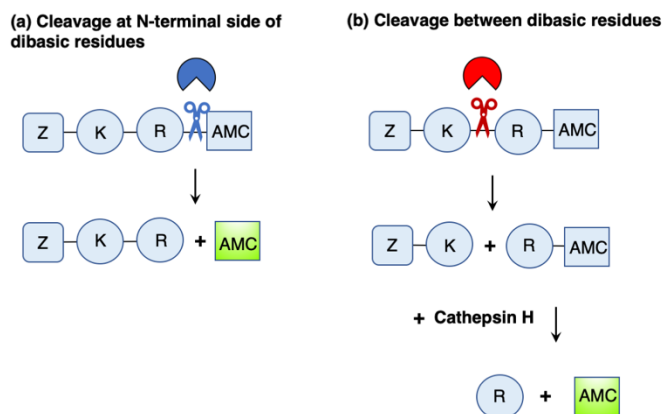 (a) Cleavage at N-terminal side of
dibasic residues
Z K R AMC
Z K R + AMC
(b) Cleavage between dibasic residues
Z K R AMC
Z K + R AMC
+ Cathepsin H
R + AMC